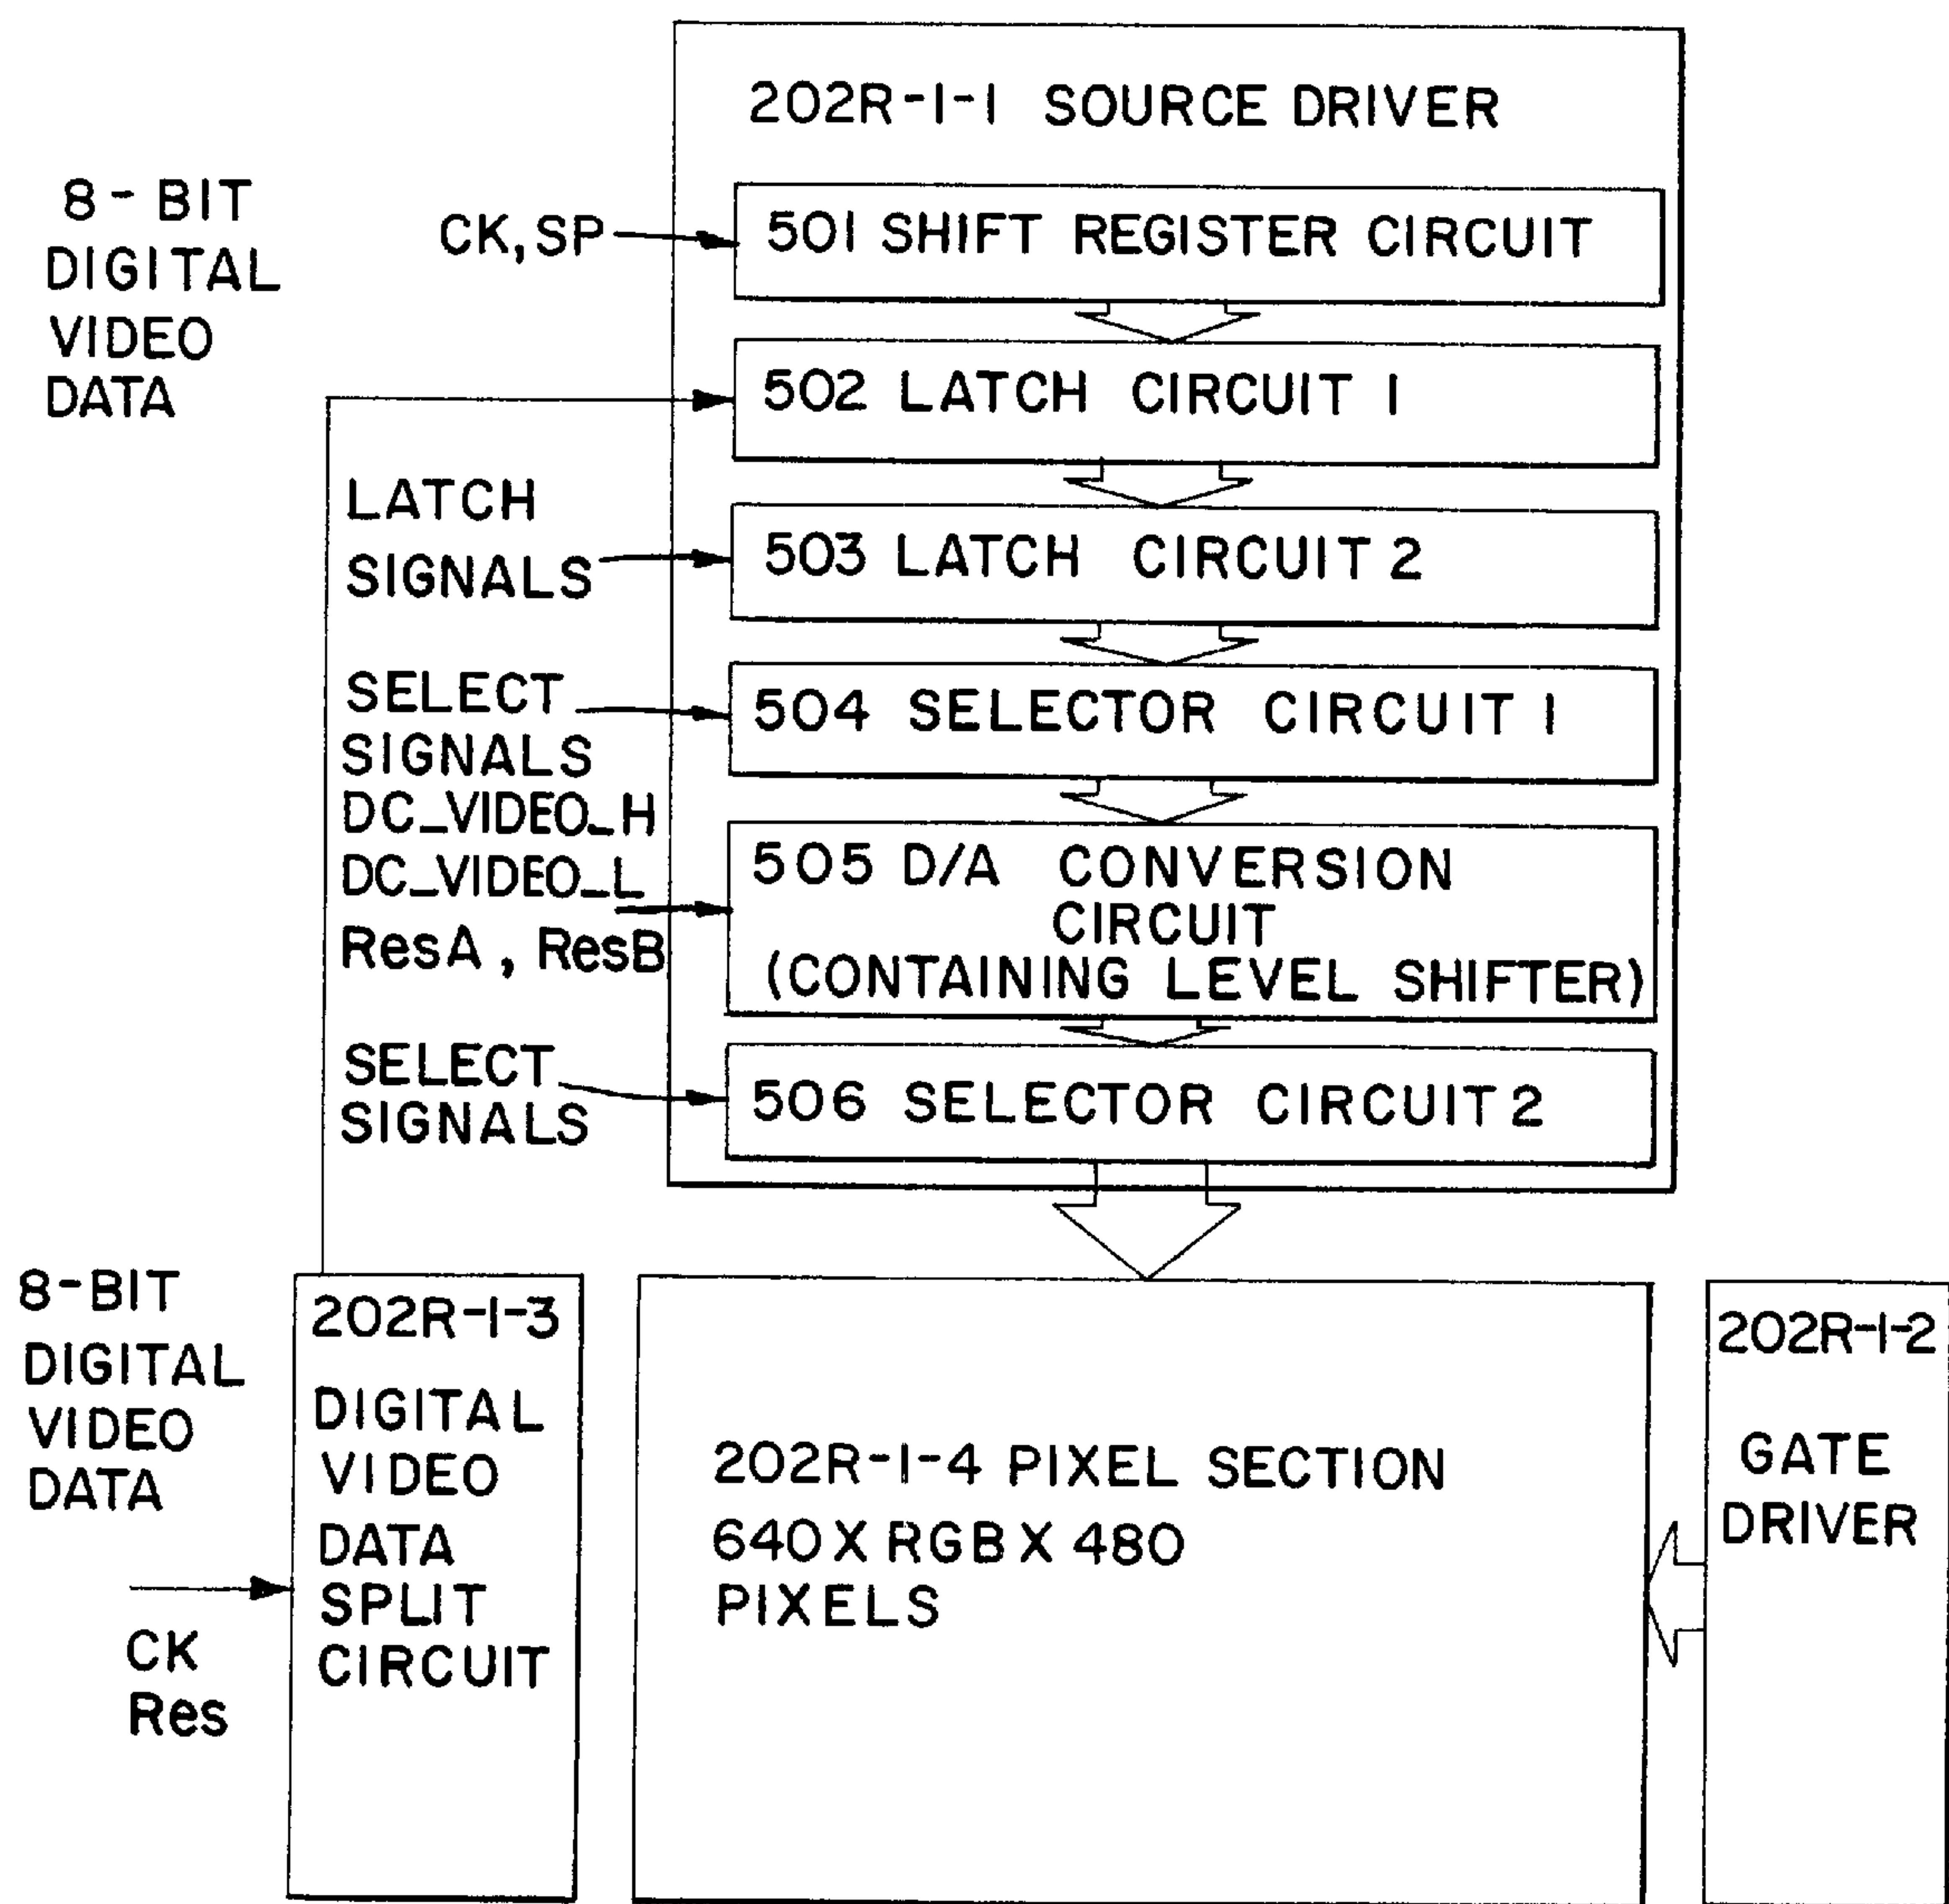 202R-1-1 SOURCE DRIVER
8-BIT
DIGITAL
VIDEO
DATA
CK, SP
501 SHIFT REGISTER CIRCUIT
502 LATCH CIRCUIT 1
LATCH
SIGNALS
503 LATCH CIRCUIT 2
SELECT
SIGNALS
504 SELECTOR CIRCUIT 1
DC_VIDEO_H
DC_VIDEO_L
ResA, ResB
505 D/A CONVERSION
CIRCUIT
(CONTAINING LEVEL SHIFTER)
SELECT
SIGNALS
506 SELECTOR CIRCUIT 2
8-BIT
DIGITAL
VIDEO
DATA
CK
Res
202R-1-3
DIGITAL
VIDEO
DATA
SPLIT
CIRCUIT
202R-1-4 PIXEL SECTION
640 X RGB X 480
PIXELS
202R-1-2
GATE
DRIVER